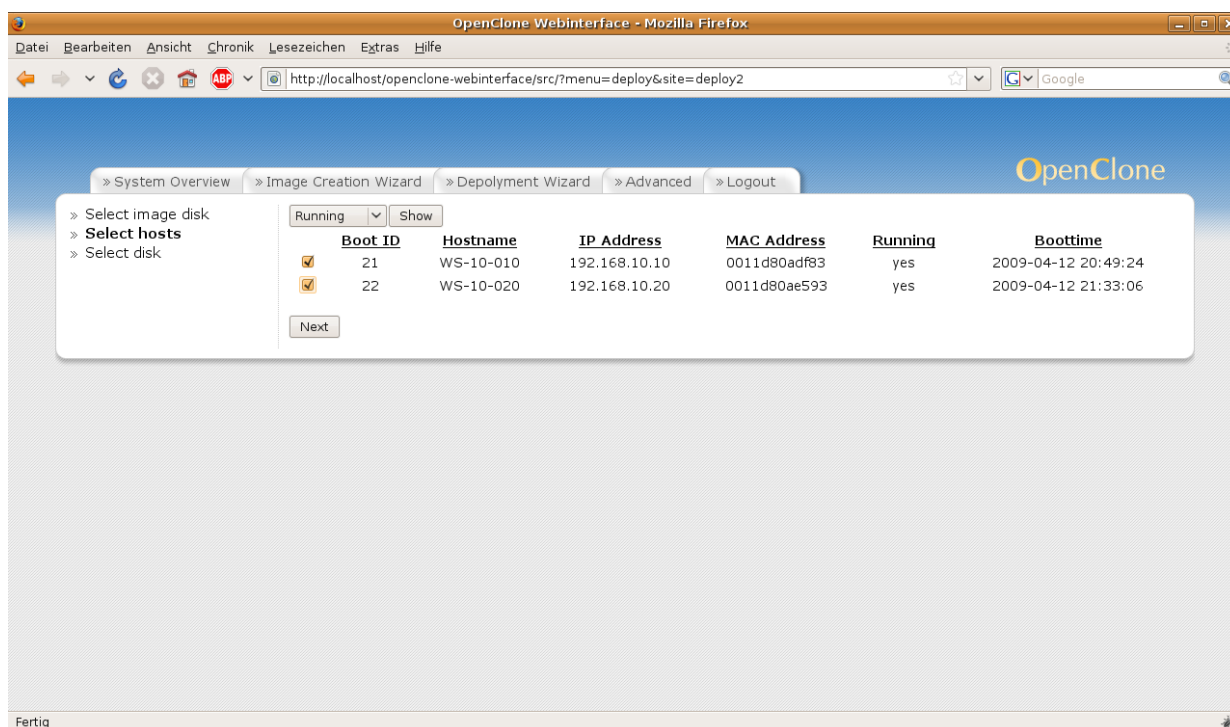 OpenClone Webinterface - Mozilla Firefox
Datei Bearbeiten Ansicht Chronik Lesezeichen Extras Hilfe
ABP http://localhost/openclone-webinterface/src/?menu=deploy&site=deploy2 G Google
OpenClone
» System Overview » Image Creation Wizard » Depolyment Wizard » Advanced » Logout
» Select image disk
» Select hosts
» Select disk
Running Show
Boot ID Hostname IP Address MAC Address Running Boottime
21 WS-10-010 192.168.10.10 0011d80adf83 yes 2009-04-12 20:49:24
22 WS-10-020 192.168.10.20 0011d80ae593 yes 2009-04-12 21:33:06
Next
Fertig